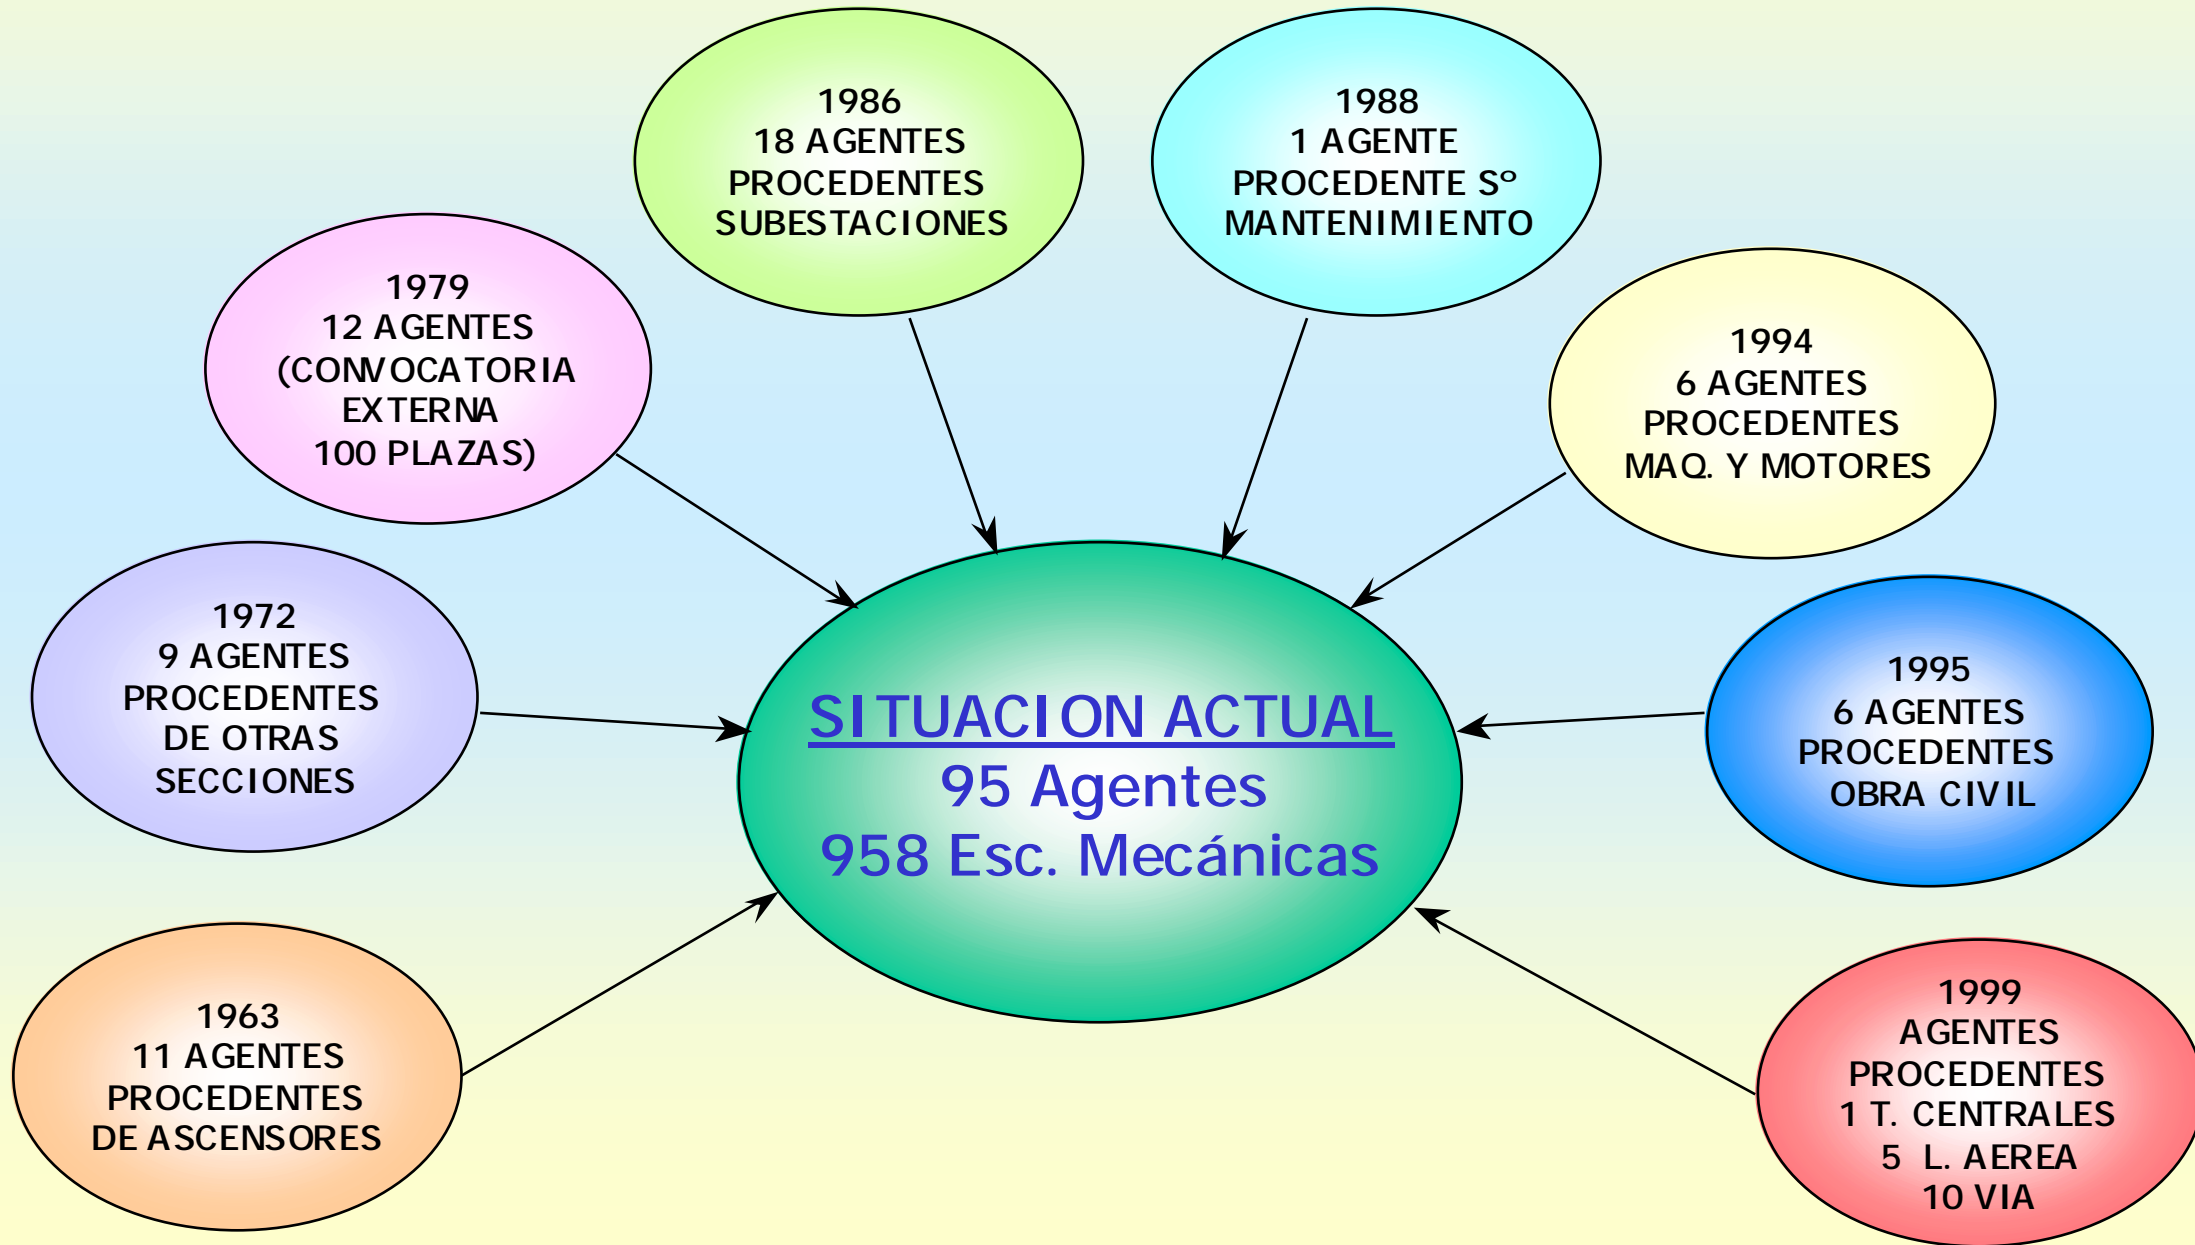 1986
18 AGENTES
PROCEDENTES
SUBESTACIONES
1988
1 AGENTE
PROCEDENTE Sº
MANTENIMIENTO
1979
12 AGENTES
(CONVOCATORIA
EXTERNA
100 PLAZAS)
1994
6 AGENTES
PROCEDENTES
MAQ. Y MOTORES
1972
9 AGENTES
PROCEDENTES
DE OTRAS
SECCIONES
SITUACION ACTUAL
95 Agentes
958 Esc. Mecánicas
1995
6 AGENTES
PROCEDENTES
OBRA CIVIL
1963
11 AGENTES
PROCEDENTES
DE ASCENSORES
1999
AGENTES
PROCEDENTES
1 T. CENTRALES
5 L. AEREA
10 VIA